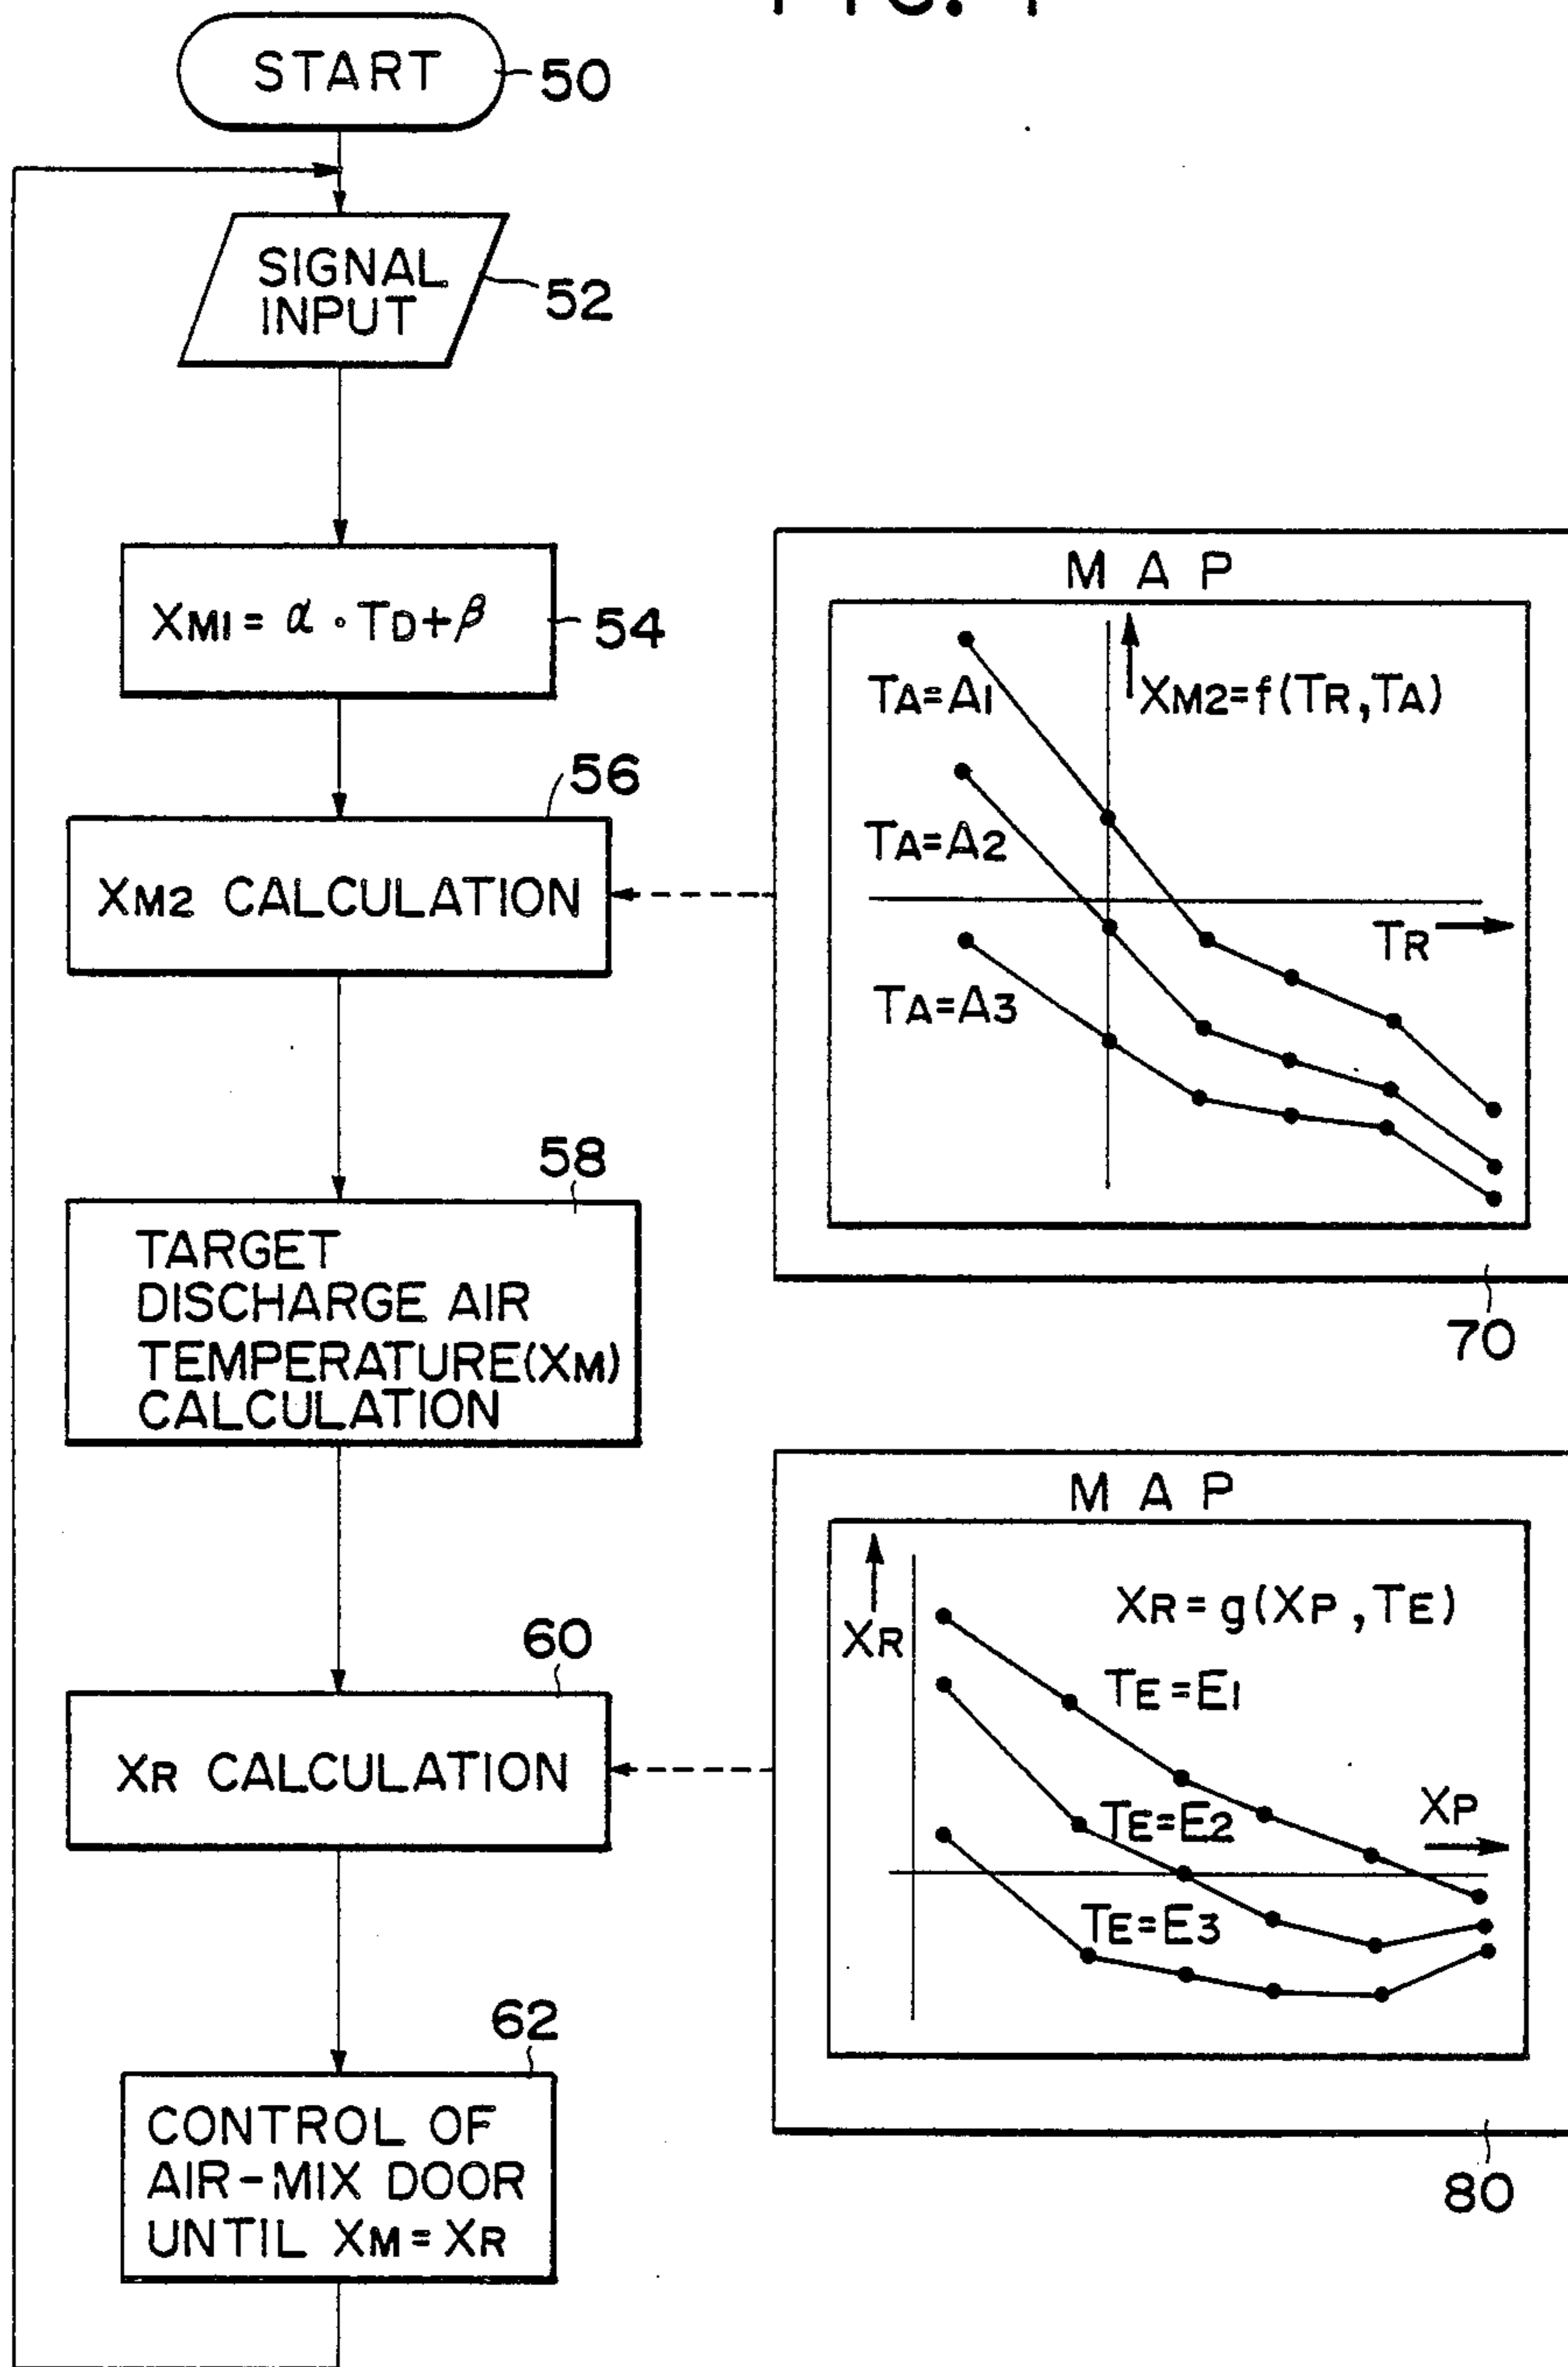 START
50
SIGNAL
INPUT
52
XM1 = α · TD + β
54
56
XM2 CALCULATION
58
TARGET
DISCHARGE AIR
TEMPERATURE(XM)
CALCULATION
60
XR CALCULATION
62
CONTROL OF
AIR-MIX DOOR
UNTIL XM = XR
MAP
XM2=f(TR,TA)
TA=A1
TA=A2
TR
TA=A3
70
MAP
XR=g(XP,TE)
XR
TE=E1
XP
TE=E2
TE=E3
80